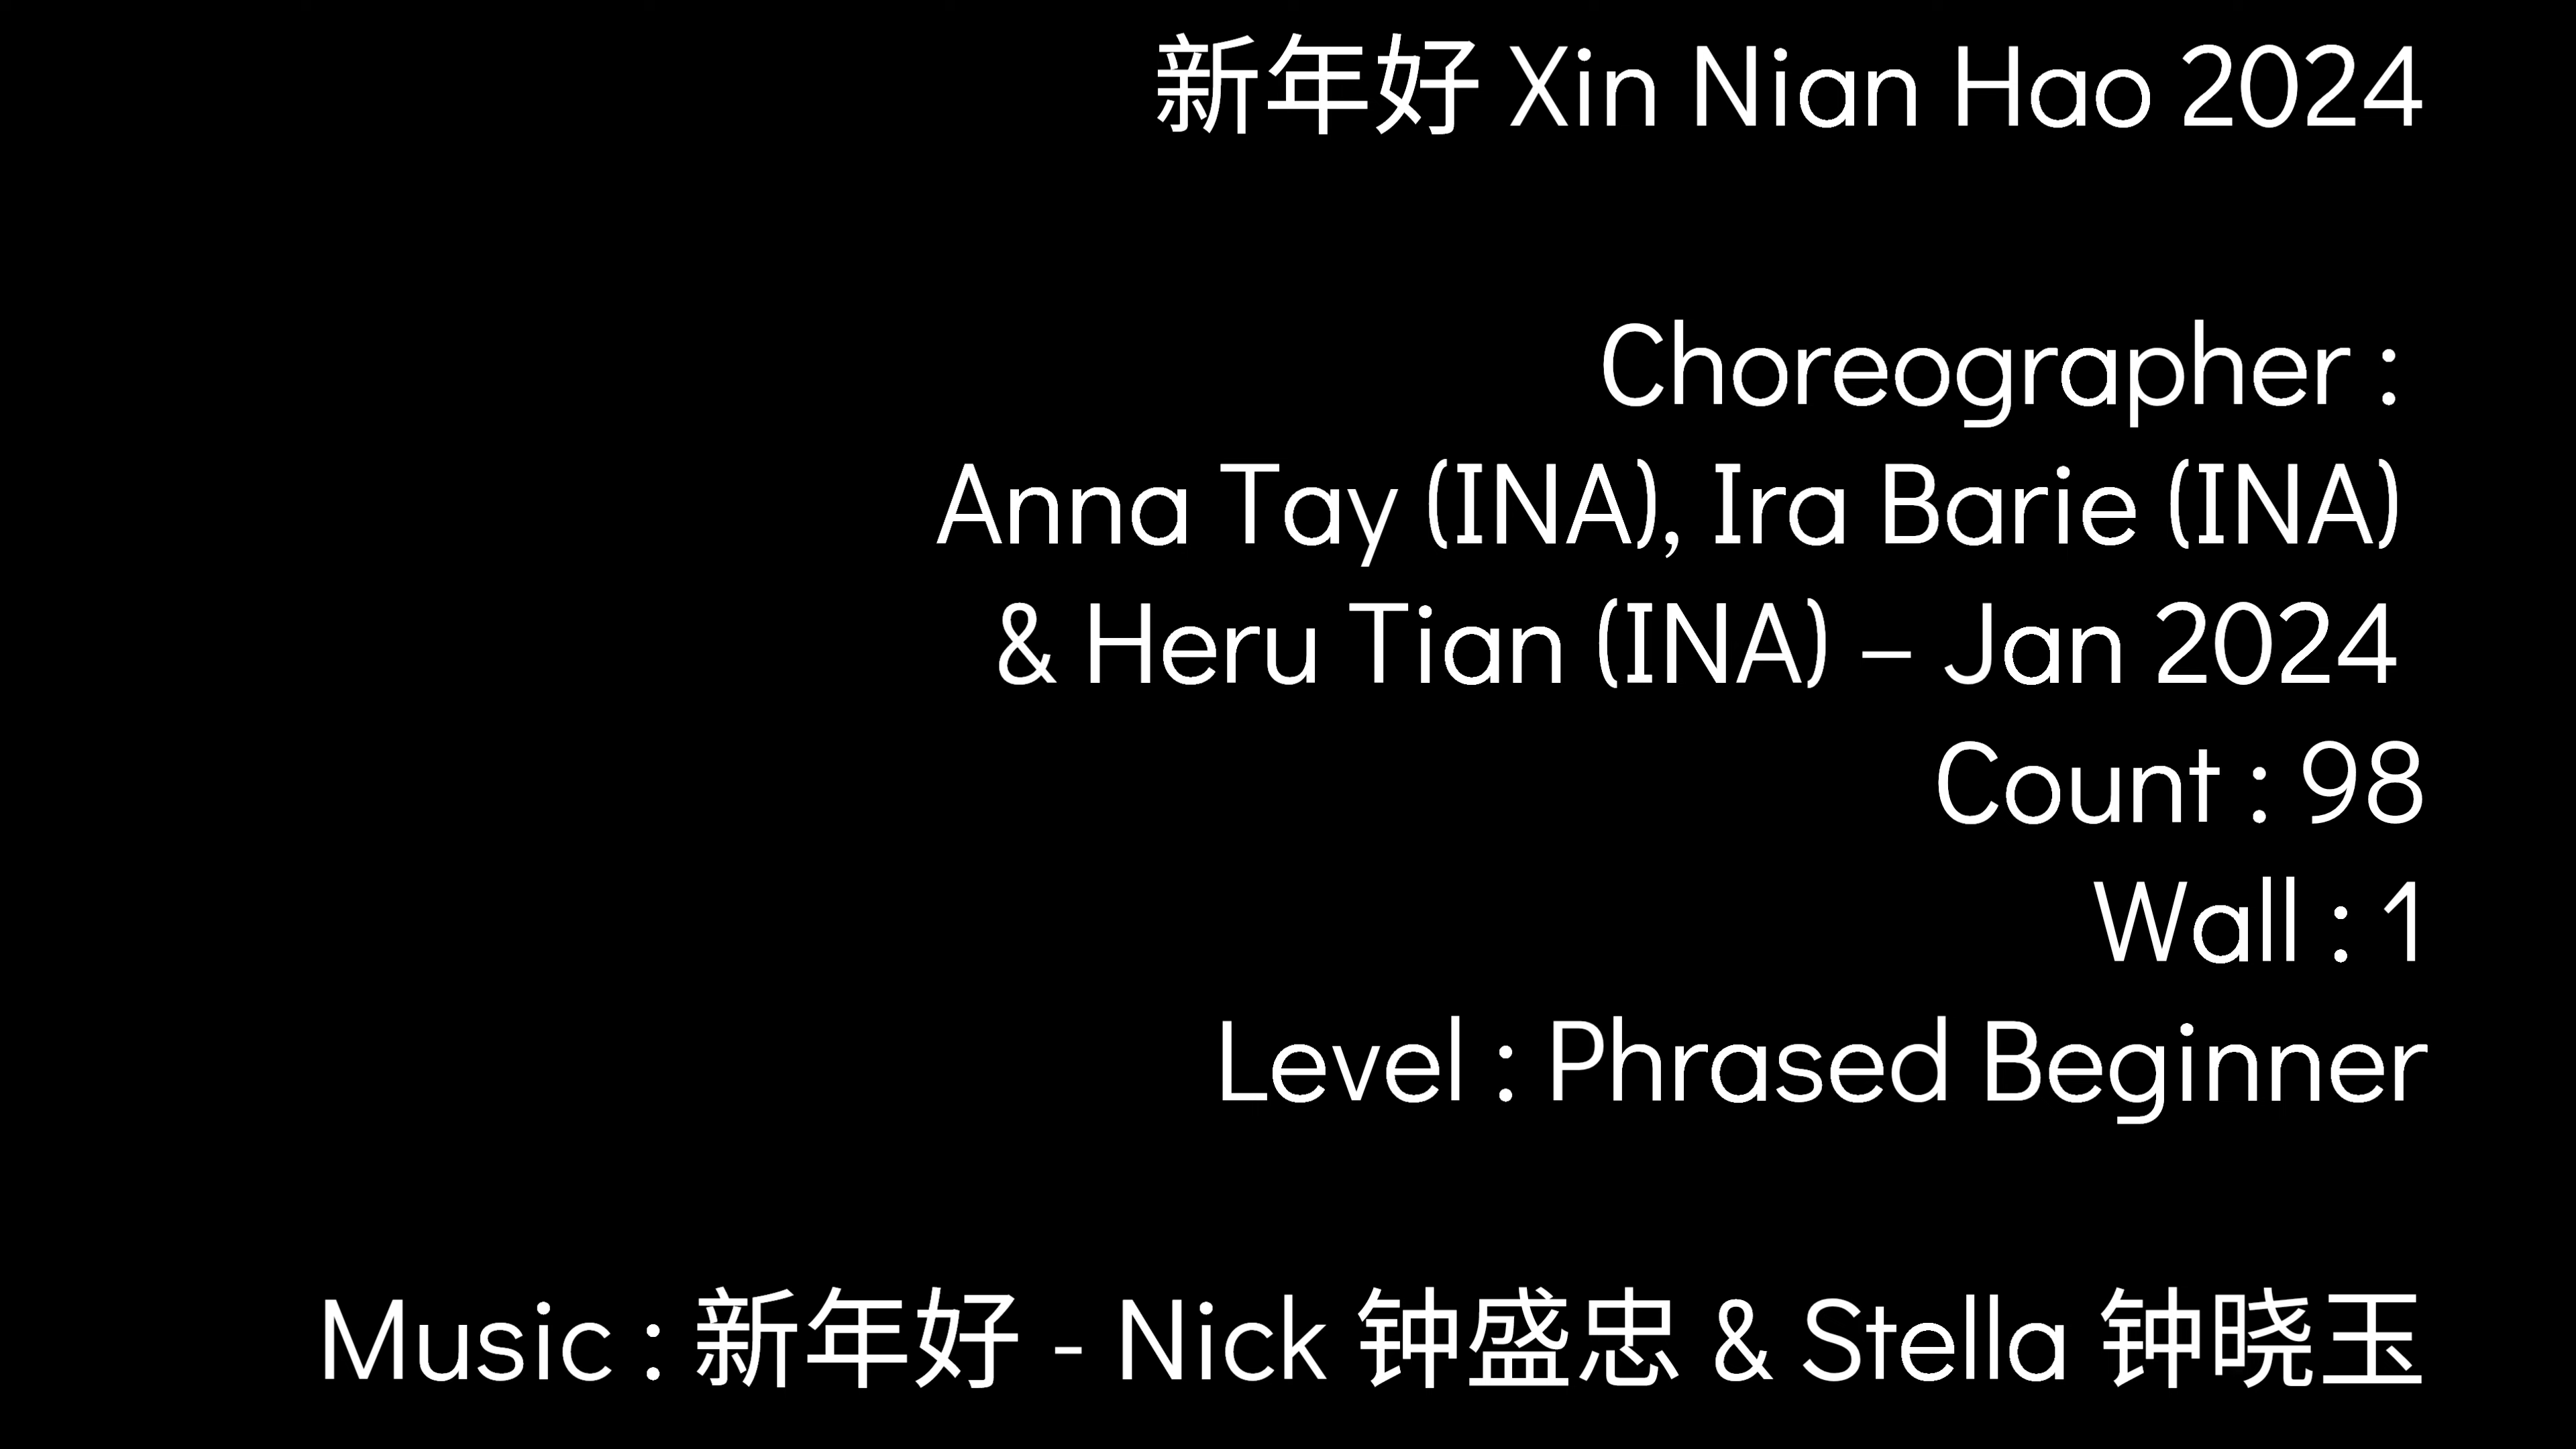 新年好 Xin Nian Hao 2024
Choreographer :
Anna Tay (INA), Ira Barie (INA)
& Heru Tian (INA) – Jan 2024
Count : 98
Wall : 1
Level : Phrased Beginner
Music : 新年好 - Nick 钟盛忠 & Stella 钟晓玉